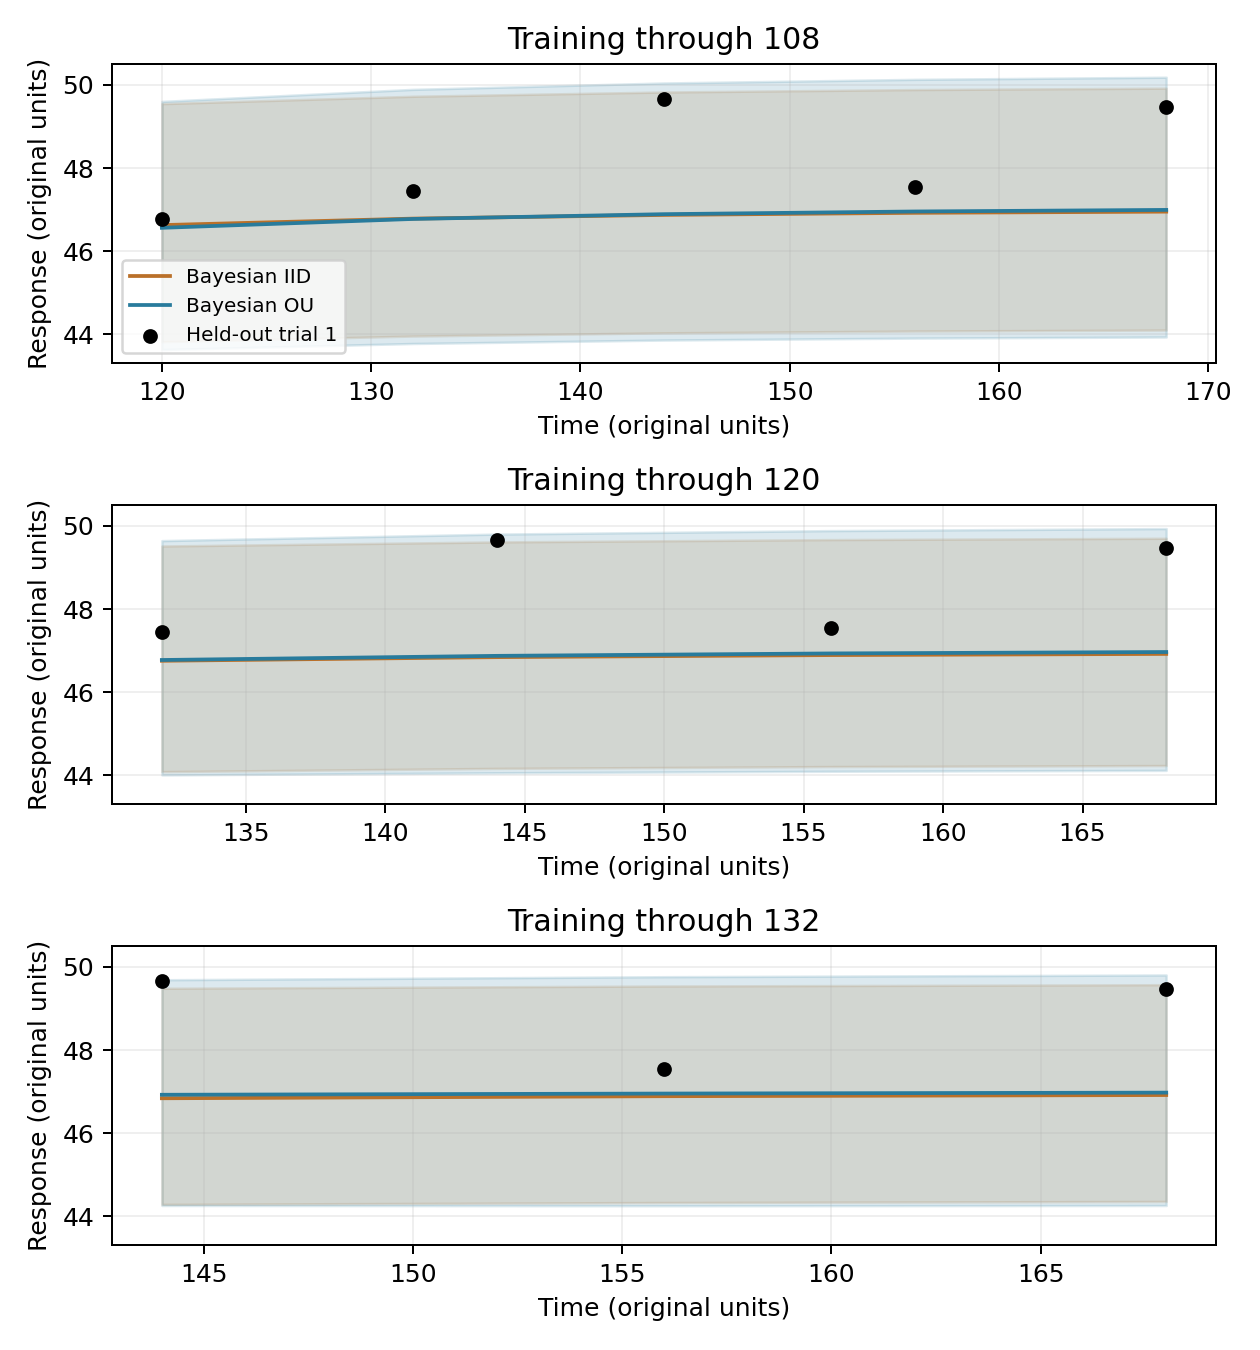 Training through 108
Response (original units)
50
48
46
44
Bayesian IID
Bayesian OU
Held-out trial 1
120 130 140 150 160 170
Time (original units)
Training through 120
Response (original units)
50
48
46
44
135 140 145 150 155 160 165
Time (original units)
Training through 132
Response (original units)
50
48
46
44
145 150 155 160 165
Time (original units)